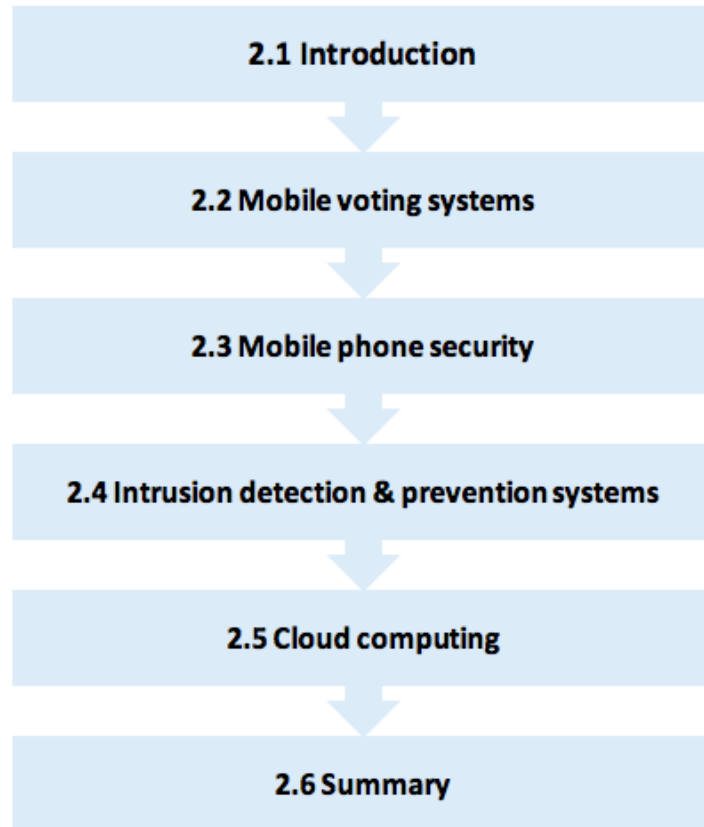 2.1 Introduction
2.2 Mobile voting systems
2.3 Mobile phone security
2.4 Intrusion detection & prevention systems
2.5 Cloud computing
2.6 Summary